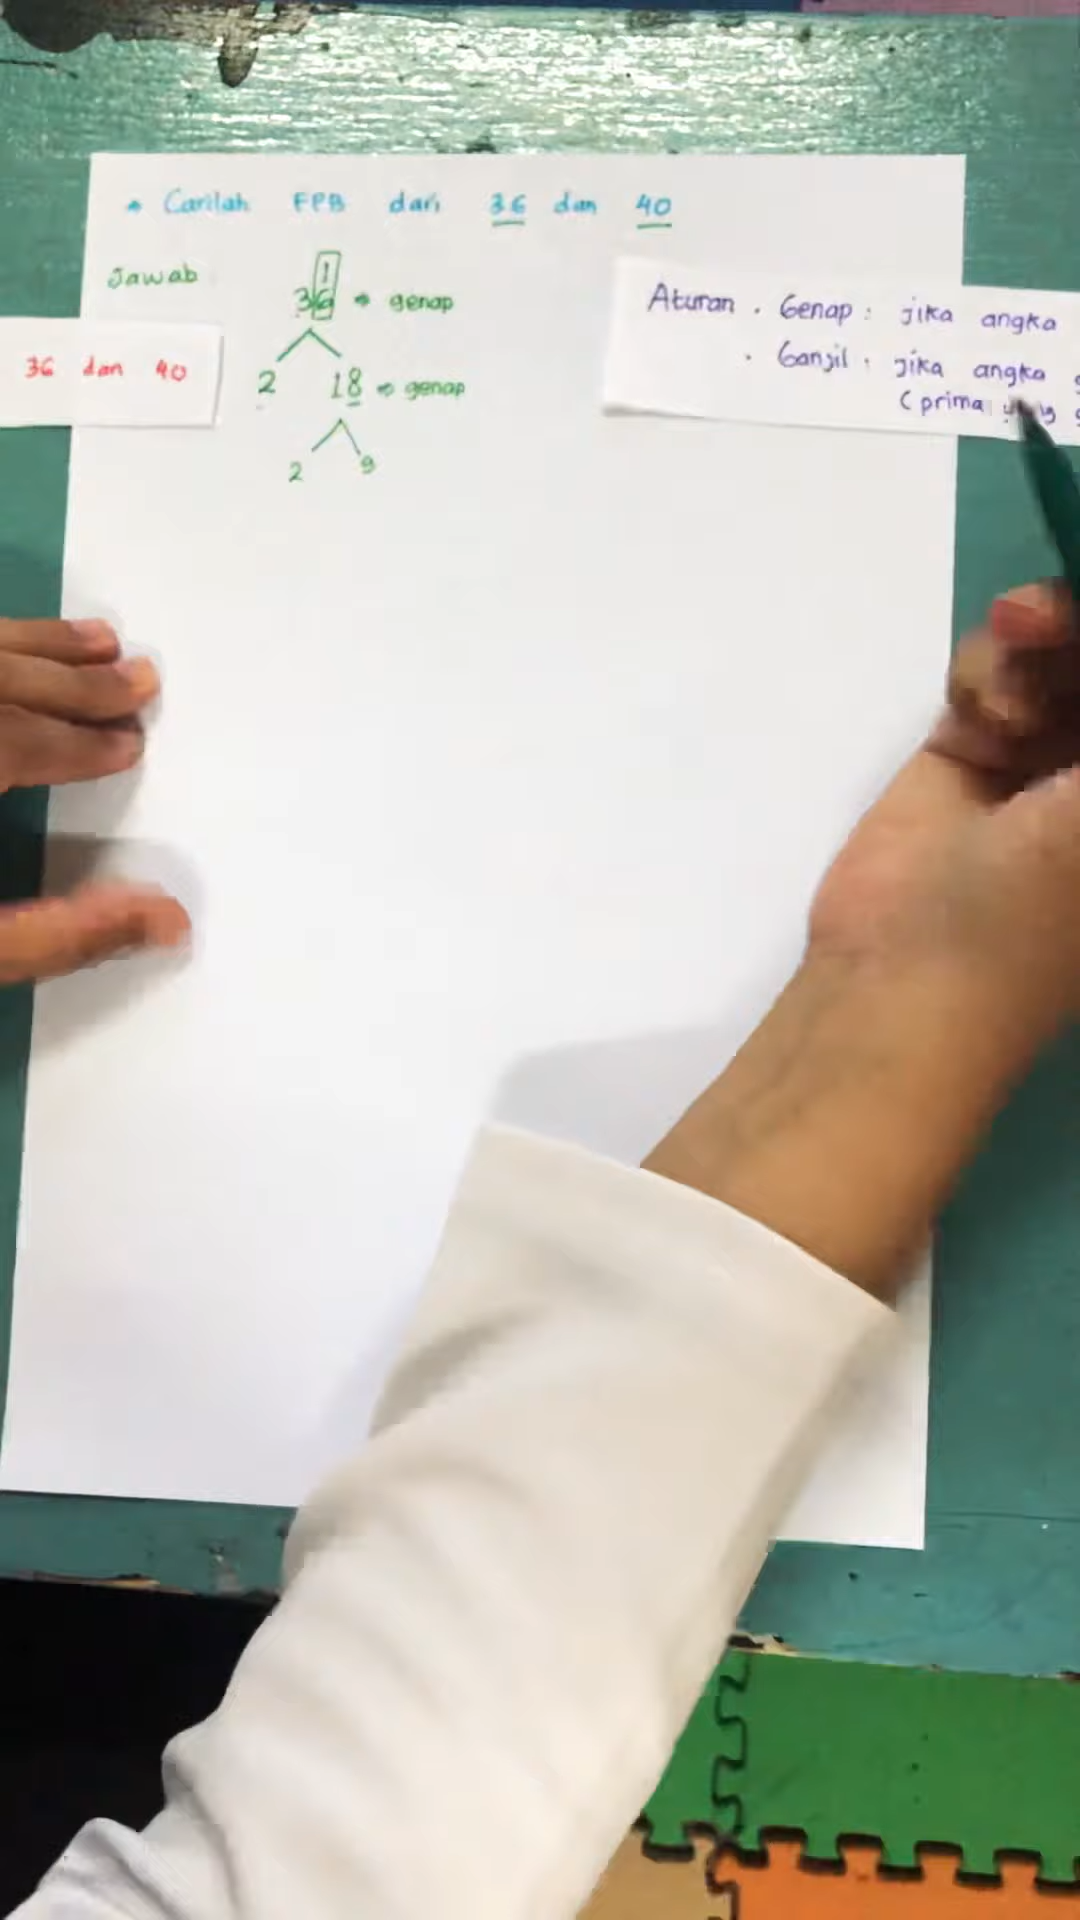 Carilah FPB dari 36 dan 40
Jawab
1
36 → genap
2 18 → genap
2 9
36 dan 40
Aturan . Genap : jika angka
. Ganjil : jika angka
(prima